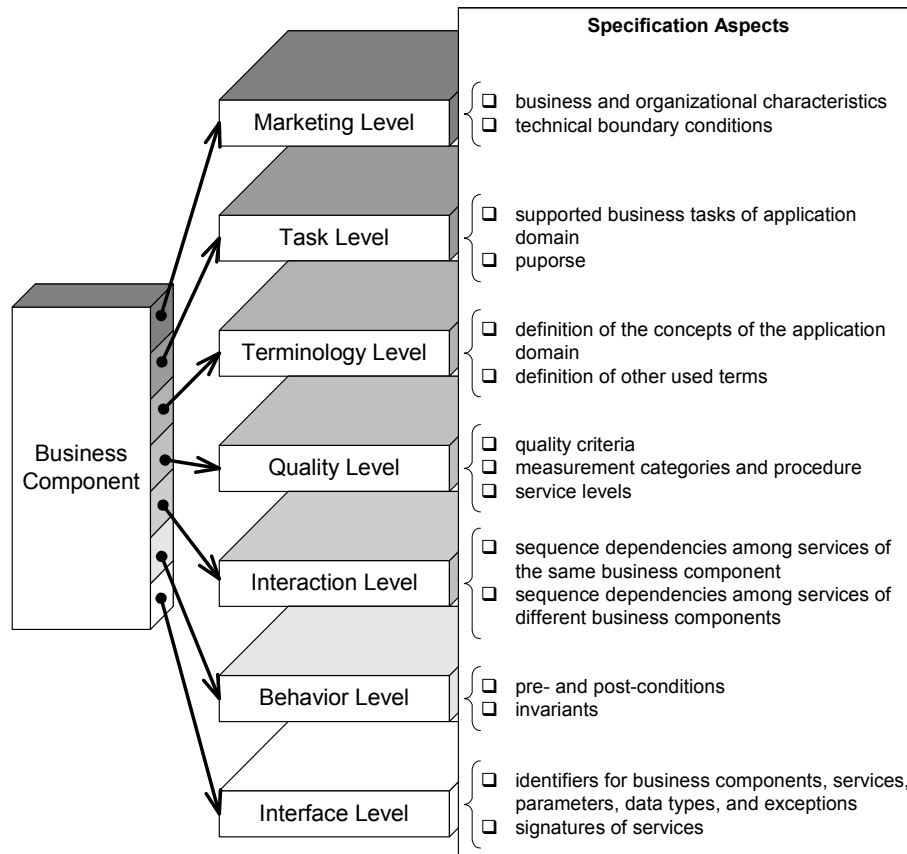 Specification Aspects
Marketing Level
business and organizational characteristics
technical boundary conditions
Task Level
supported business tasks of application
domain
puporse
Terminology Level
definition of the concepts of the application
domain
definition of other used terms
Business
Component
Quality Level
quality criteria
measurement categories and procedure
service levels
Interaction Level
sequence dependencies among services of
the same business component
sequence dependencies among services of
different business components
Behavior Level
pre- and post-conditions
invariants
Interface Level
identifiers for business components, services,
parameters, data types, and exceptions
signatures of services